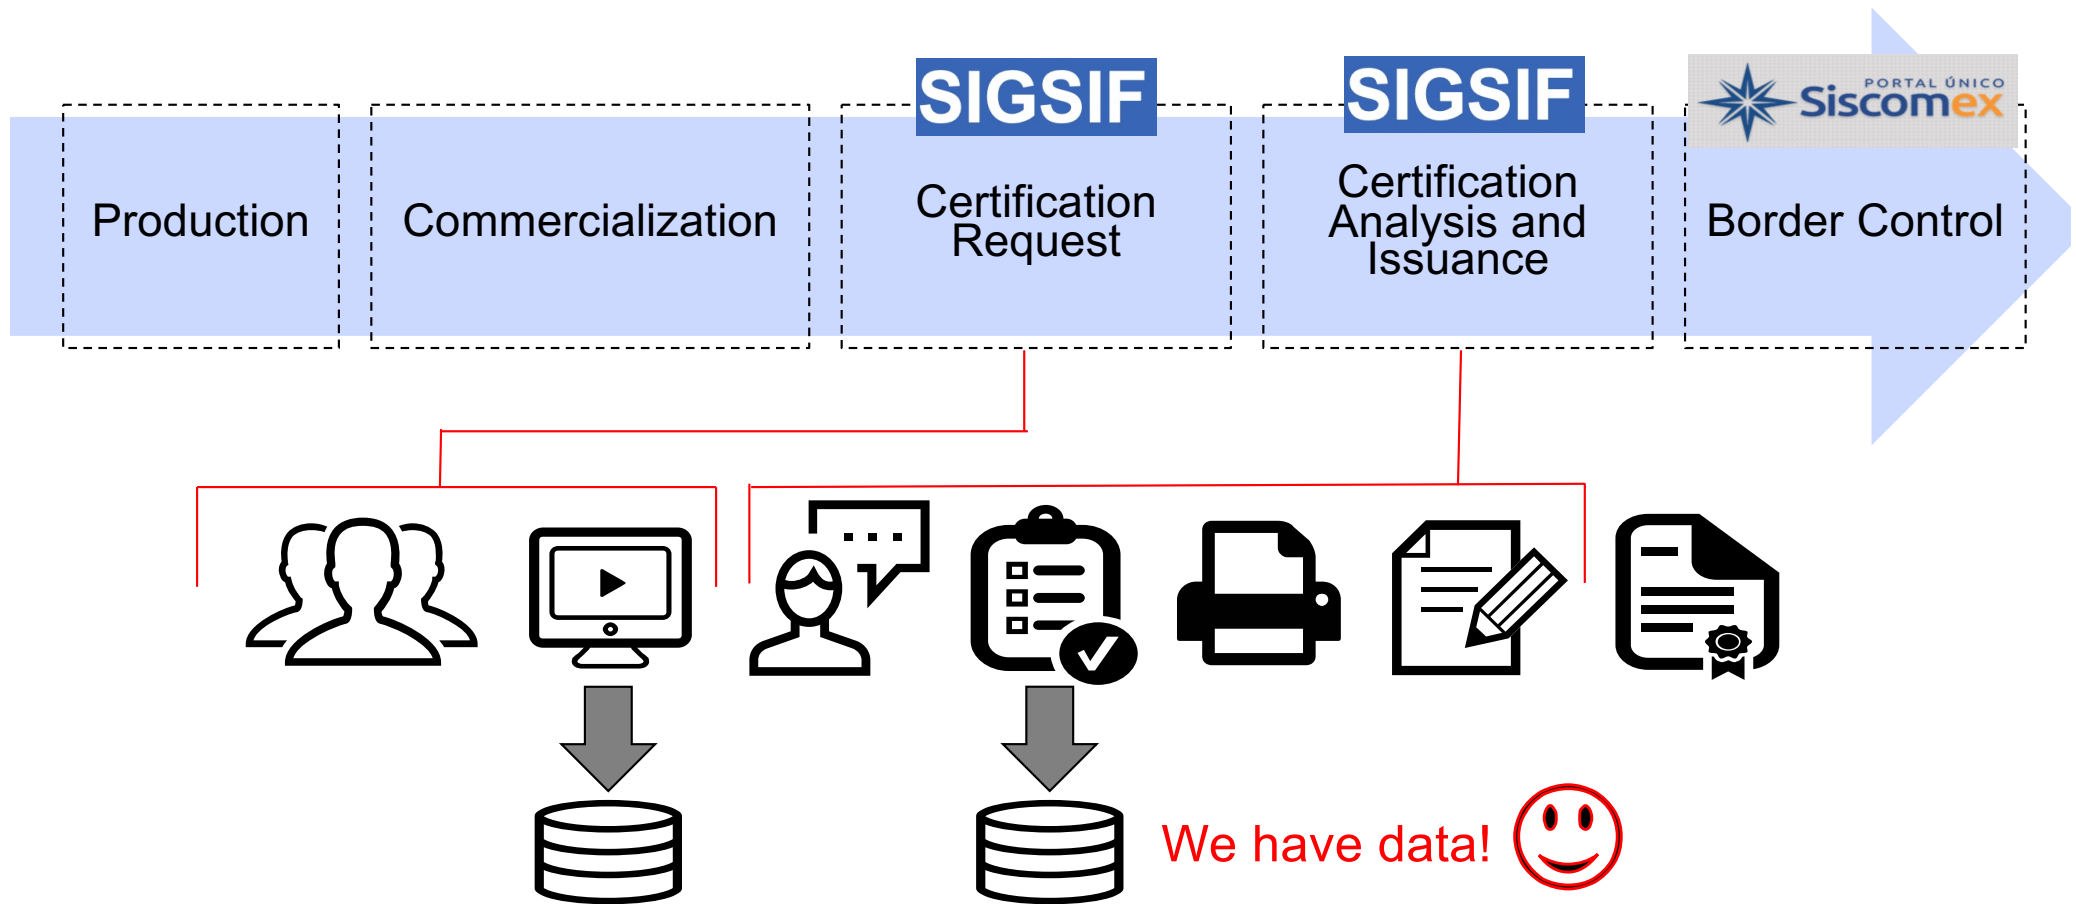 SIGSIF
SIGSIF
PORTAL ÚNICO
Siscomex
Production
Commercialization
Certification
Request
Certification
Analysis and
Issuance
Border Control
We have data!